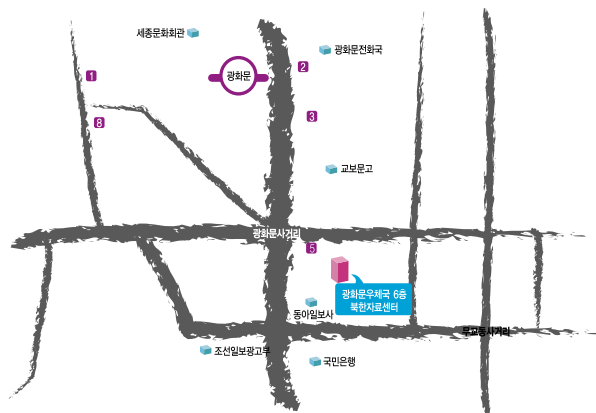 세종문화회관
광화문전화국
광화문
2
1
3
8
교보문고
광화문사거리
5
광화문우체국 6층
북한자료센터
동아일보사
무교동사거리
조선일보광고부
국민은행